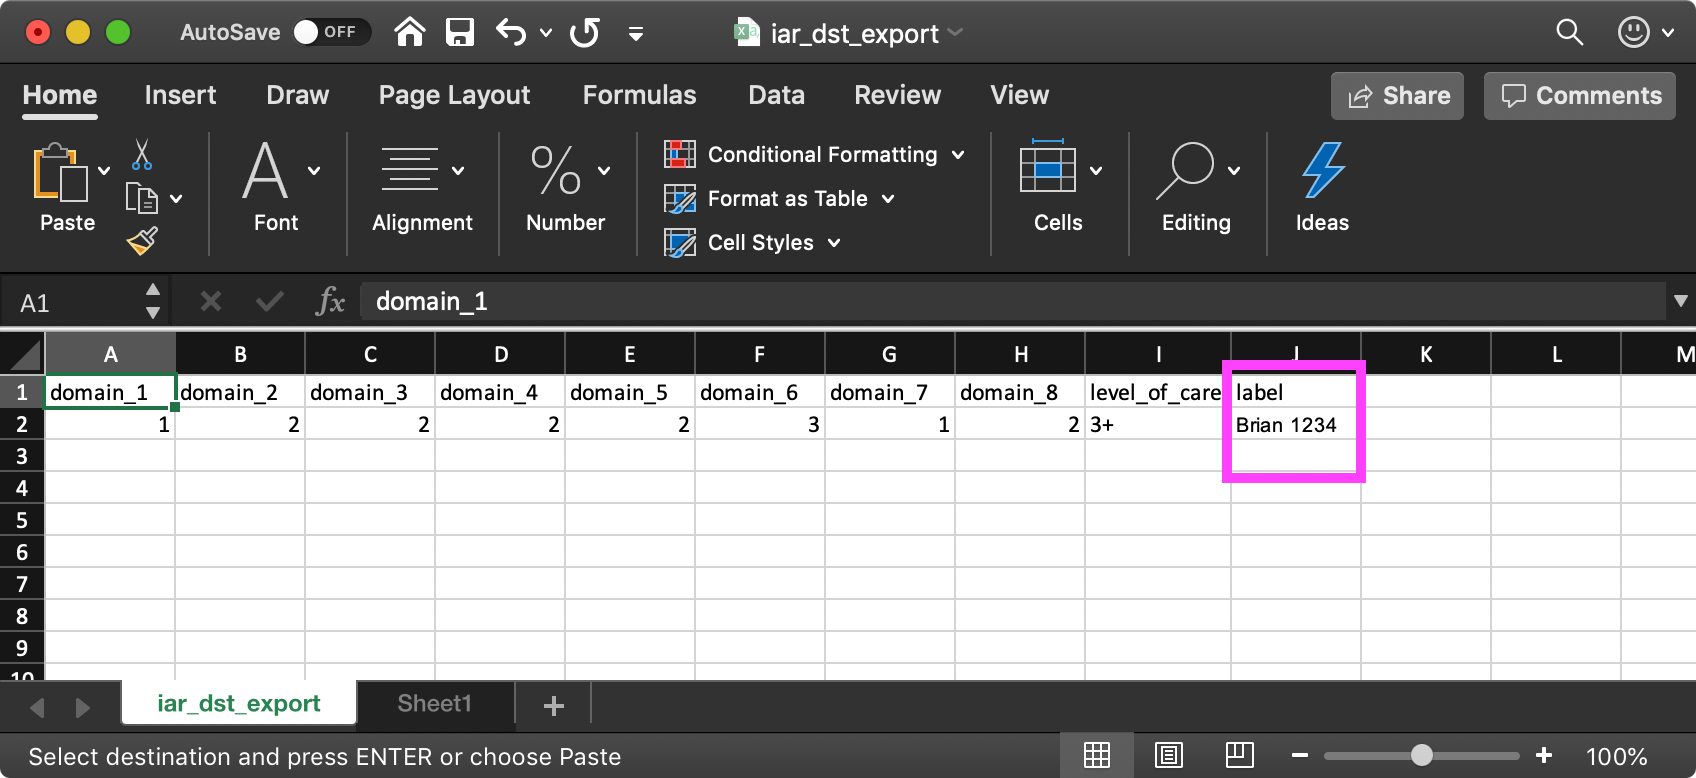 AutoSave OFF iar_dst_export
Home Insert Draw Page Layout Formulas Data Review View Share Comments
Paste Font Alignment % Number Conditional Formatting Format as Table Cell Styles Cells Editing Ideas
A1 fx domain_1
A B C D E F G H I J K L M
1 domain_1 domain_2 domain_3 domain_4 domain_5 domain_6 domain_7 domain_8 level_of_care label
2 1 2 2 2 2 3 1 2 3+ Brian 1234
3
4
5
6
7
8
9
10
iar_dst_export Sheet1 +
Select destination and press ENTER or choose Paste 100%